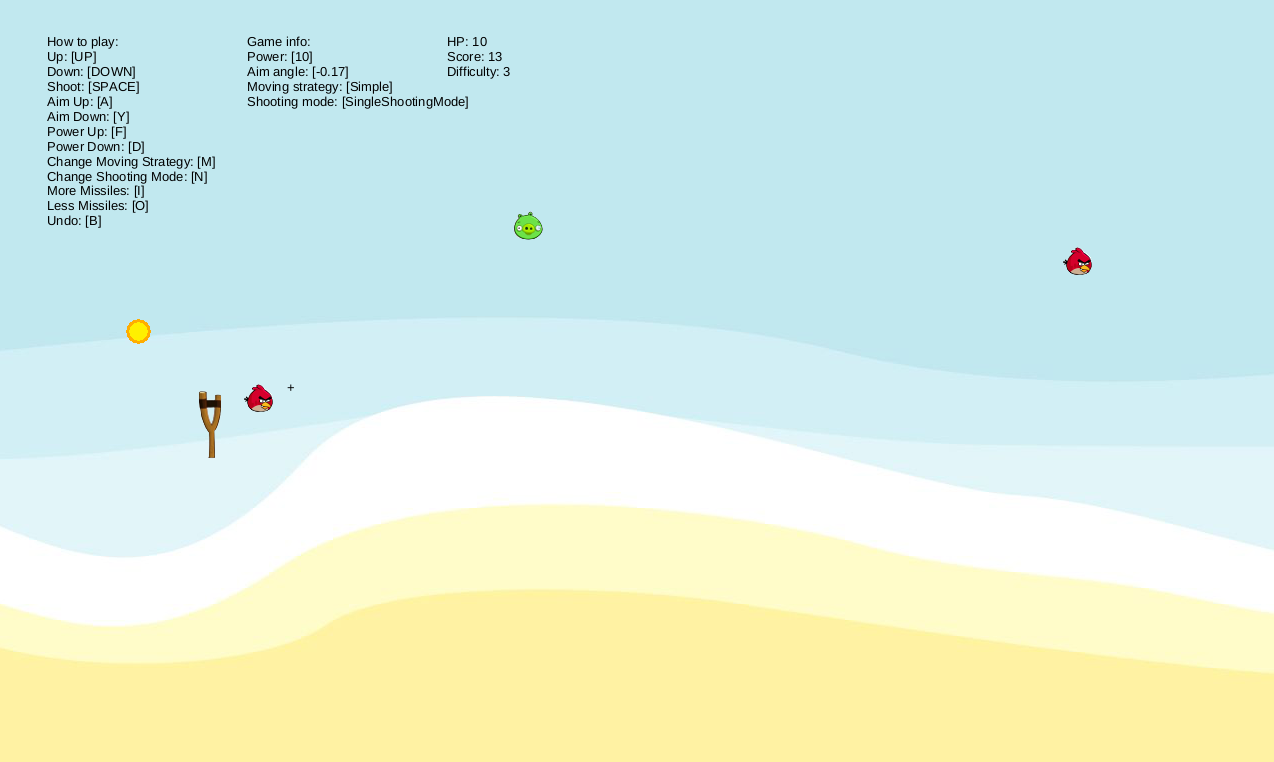 How to play:
Up: [UP]
Down: [DOWN]
Shoot: [SPACE]
Aim Up: [A]
Aim Down: [Y]
Power Up: [F]
Power Down: [D]
Change Moving Strategy: [M]
Change Shooting Mode: [N]
More Missiles: [I]
Less Missiles: [O]
Undo: [B]
Game info:
Power: [10]
Aim angle: [-0.17]
Moving strategy: [Simple]
Shooting mode: [SingleShootingMode]
HP: 10
Score: 13
Difficulty: 3
+